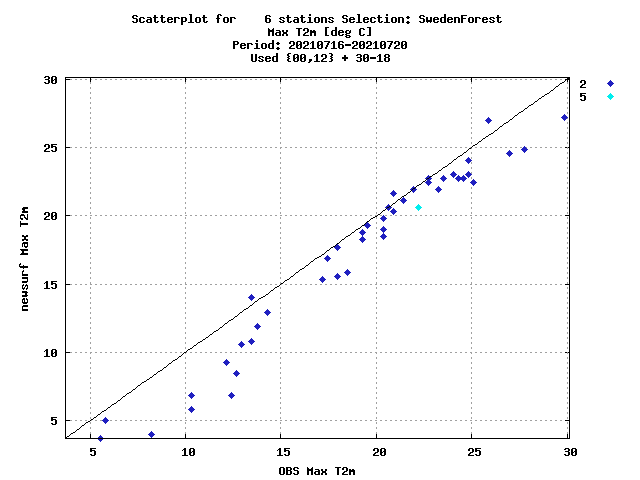 Scatterplot for    6 stations Selection: SwedenForest
Max T2m [deg C]
Period: 20210716-20210720
Used {00,12} + 30-18
30
25
20
15
10
5
newsurf Max T2m
5 10 15 20 25 30
OBS Max T2m
2
5